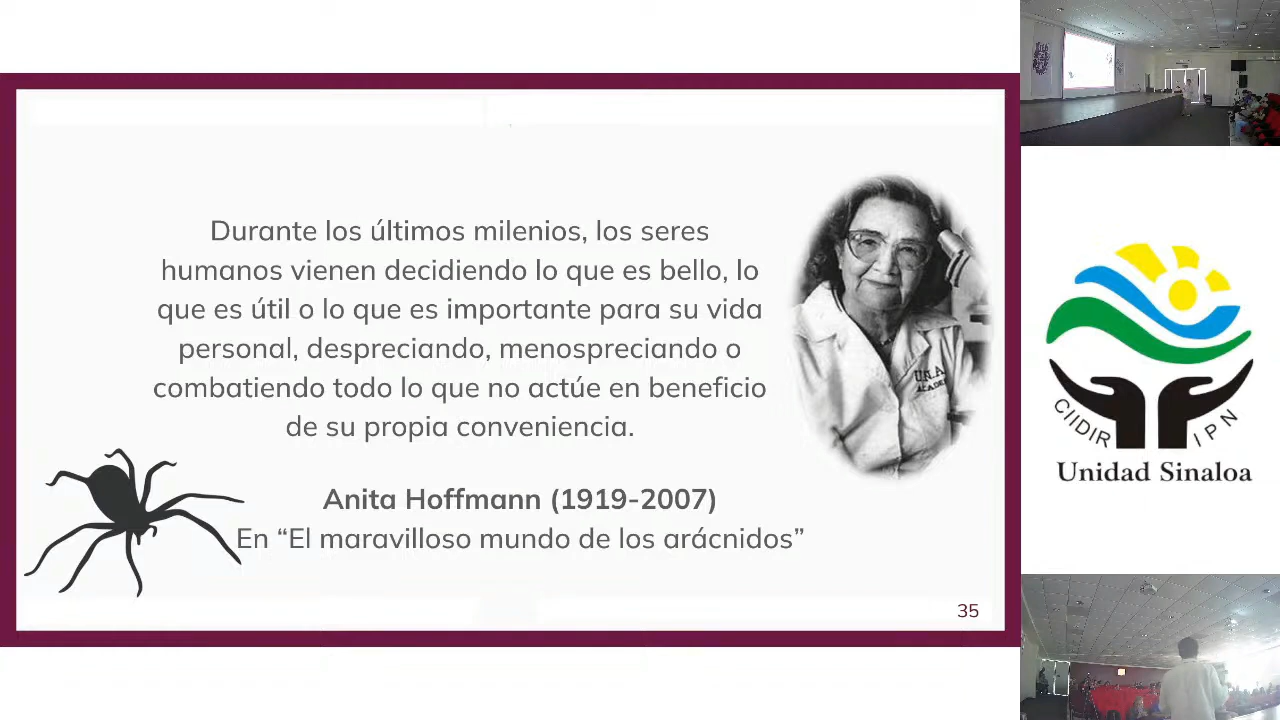 Durante los últimos milenios, los seres
humanos vienen decidiendo lo que es bello, lo
que es útil o lo que es importante para su vida
personal, despreciando, menospreciando o
combatiendo todo lo que no actúe en beneficio
de su propia conveniencia.
Anita Hoffmann (1919-2007)
En “El maravilloso mundo de los arácnidos”
35
CIIDIR IPN
Unidad Sinaloa